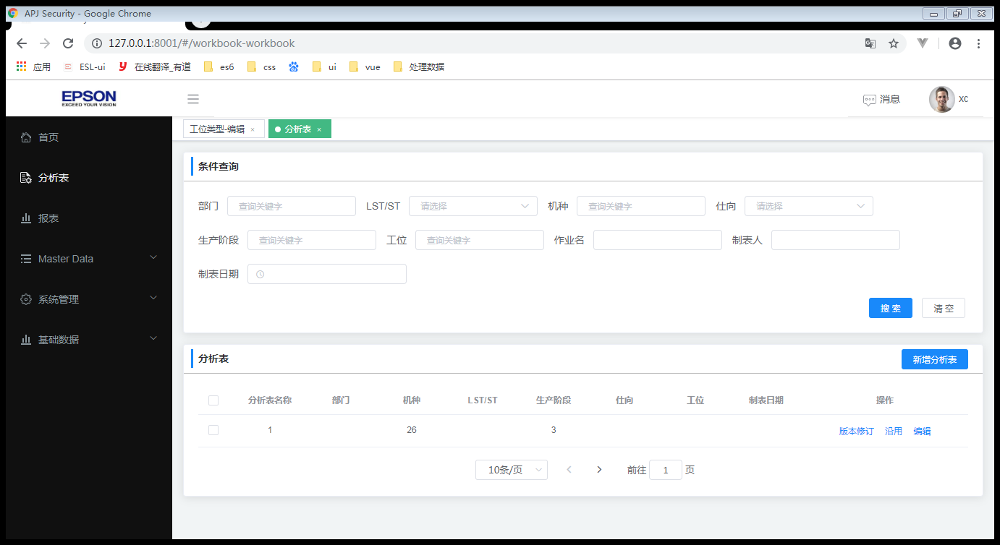 APJ Security - Google Chrome
127.0.0.1:8001/#/workbook-workbook
应用 ESL-ui 在线翻译_有道 es6 css ui vue 处理数据
EPSON
EXCEED YOUR VISION
消息 xc
首页
分析表
报表
Master Data
系统管理
基础数据
工位类型-编辑 × 分析表 ×
条件查询
部门 查询关键字 LST/ST 请选择 机种 查询关键字 仕向 请选择
生产阶段 查询关键字 工位 查询关键字 作业名 制表人
制表日期
搜索 清空
分析表 新增分析表
分析表名称 部门 机种 LST/ST 生产阶段 仕向 工位 制表日期 操作
1 26 3 版本修订 沿用 编辑
10条/页 前往 1 页